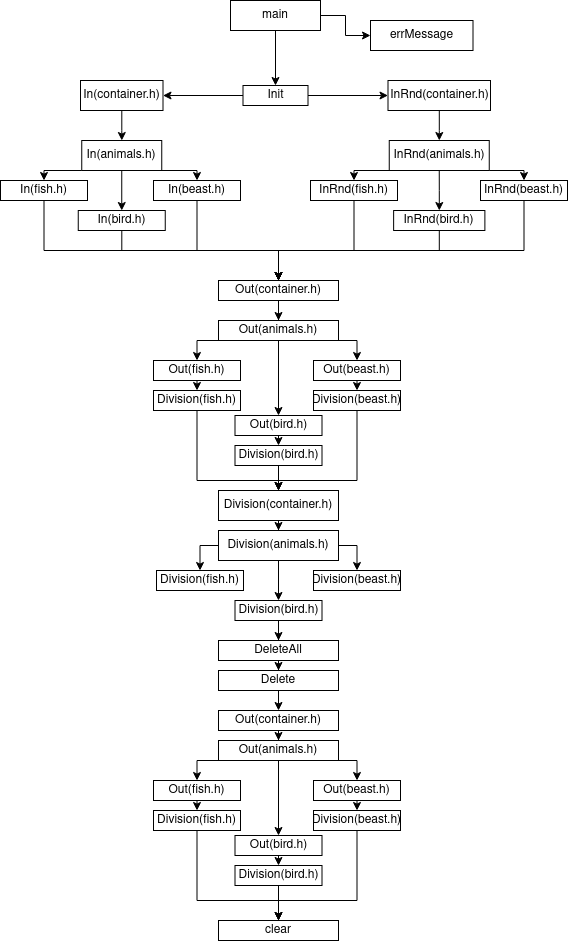 main
errMessage
Init
In(container.h)
InRnd(container.h)
In(animals.h)
InRnd(animals.h)
In(fish.h)
In(beast.h)
InRnd(fish.h)
InRnd(beast.h)
In(bird.h)
InRnd(bird.h)
Out(container.h)
Out(animals.h)
Out(fish.h)
Out(beast.h)
Division(fish.h)
Division(beast.h)
Out(bird.h)
Division(bird.h)
Division(container.h)
Division(animals.h)
Division(fish.h)
Division(beast.h)
Division(bird.h)
DeleteAll
Delete
Out(container.h)
Out(animals.h)
Out(fish.h)
Out(beast.h)
Division(fish.h)
Division(beast.h)
Out(bird.h)
Division(bird.h)
clear